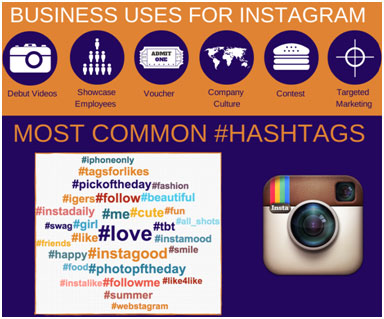 BUSINESS USES FOR INSTAGRAM
ADMIT
ONE
Debut Videos
Showcase
Employees
Voucher
Company
Culture
Contest
Targeted
Marketing
MOST COMMON #HASHTAGS
#iphoneonly
#tagsforlikes
#pickoftheday #fashion
#igers #follow #beautiful
#instadaily #me #cute #fun
#swag #girl #love #tbt #all_shots
#friends #like #instamood
#happy #instagood #smile
#food #photopftheday
#instalike #followme #like4like
#summer
#webstagram
Insta